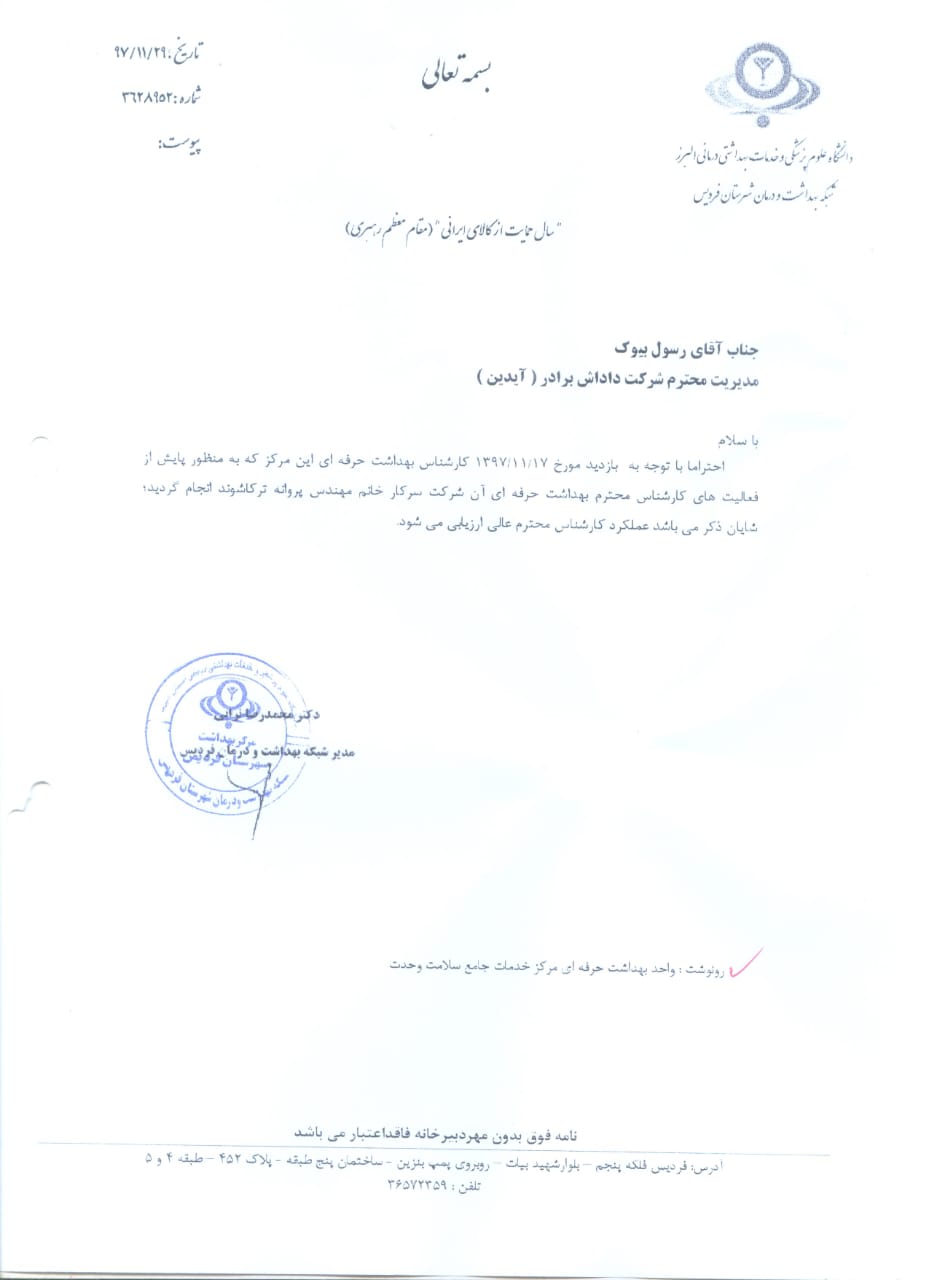 بسمه تعالی
تاریخ: ۹۷/۱۱/۲۹
شماره: ۳۶۲۸۹۵۲
پیوست:
دانشگاه علوم پزشکی و خدمات بهداشتی درمانی البرز
شبکه بهداشت و درمان شهرستان فردیس
"سال حمایت از کالای ایرانی" (مقام معظم رهبری)
جناب آقای رسول بیوک
مدیریت محترم شرکت داداش برادر ( آیدین )
با سلام
احتراما با توجه به بازدید مورخ ۱۳۹۷/۱۱/۱۷ کارشناس بهداشت حرفه ای این مرکز که به منظور پایش از
فعالیت های کارشناس محترم بهداشت حرفه ای آن شرکت سرکار خانم مهندس پروانه ترکاشوند انجام گردید؛
شایان ذکر می باشد عملکرد کارشناس محترم عالی ارزیابی می شود.
دکتر محمدرضا
مدیر شبکه بهداشت و درمان فردیس
مرکز بهداشت
شهرستان فردیس
شبکه بهداشت و درمان شهرستان فردیس
رونوشت : واحد بهداشت حرفه ای مرکز خدمات جامع سلامت وحدت
نامه فوق بدون مهردبیرخانه فاقداعتبار می باشد
آدرس: فردیس فلکه پنجم – بلوارشهید بیات – روبروی پمپ بنزین - ساختمان پنج طبقه - پلاک ۴۵۲ – طبقه ۴ و ۵
تلفن : ۳۶۵۷۲۳۵۹